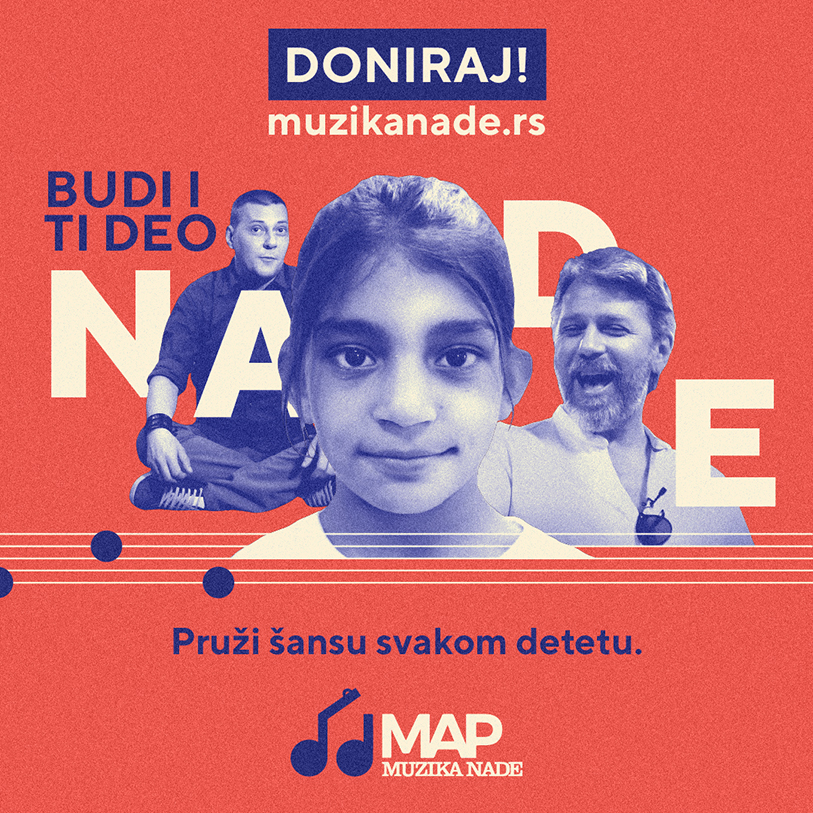 DONIRAJ!
muzikanade.rs
BUDI I
TI DEO
NADE
Pruži šansu svakom detetu.
MAP
MUZIKA NADE